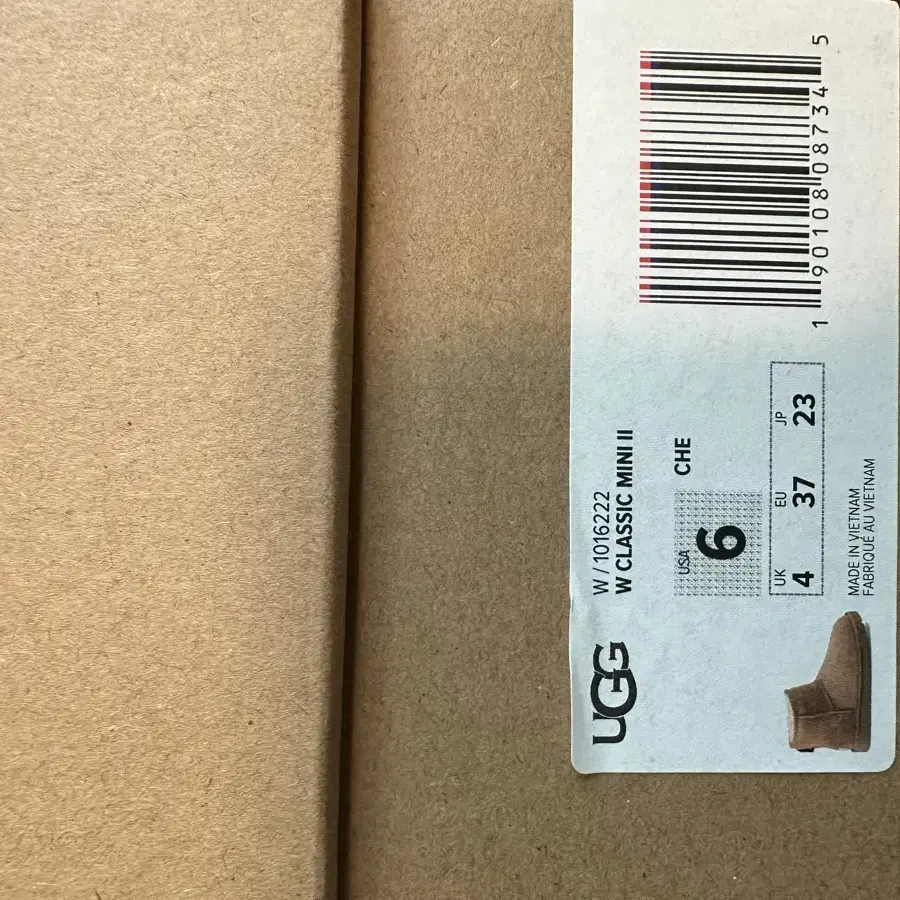 UGG
W / 1016222
W CLASSIC MINI II
USA
6
CHE
UK EU JP
4 37 23
MADE IN VIETNAM
FABRIQUÉ AU VIETNAM
1 90108 08734 5